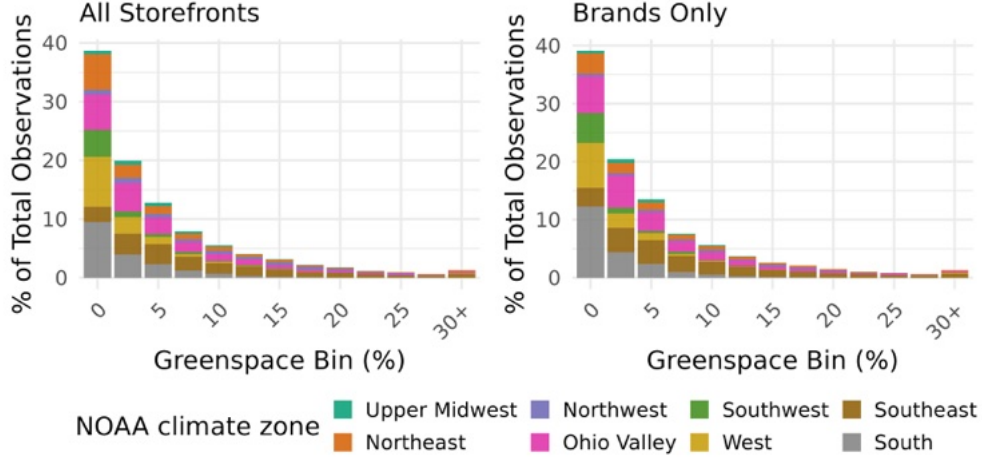 All Storefronts
Brands Only
% of Total Observations
40
30
20
10
0
0
5
10
15
20
25
30+
Greenspace Bin (%)
% of Total Observations
40
30
20
10
0
0
5
10
15
20
25
30+
Greenspace Bin (%)
NOAA climate zone
Upper Midwest Northwest Southwest Southeast
Northeast Ohio Valley West South